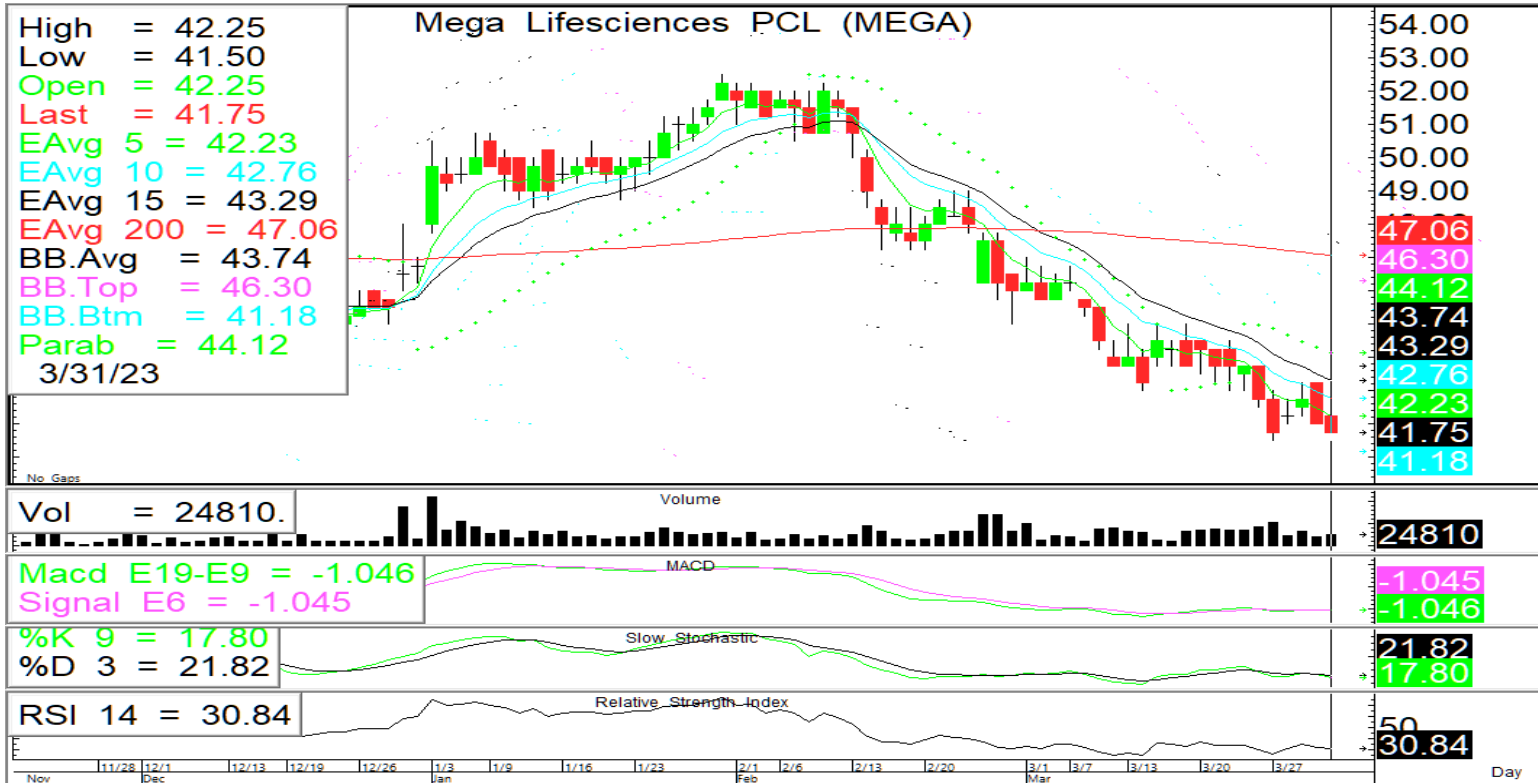 Mega Lifesciences PCL (MEGA)
High = 42.25
Low = 41.50
Open = 42.25
Last = 41.75
EAvg 5 = 42.23
EAvg 10 = 42.76
EAvg 15 = 43.29
EAvg 200 = 47.06
BB.Avg = 43.74
BB.Top = 46.30
BB.Btm = 41.18
Parab = 44.12
3/31/23
No Gaps
54.00
53.00
52.00
51.00
50.00
49.00
47.06
46.30
44.12
43.74
43.29
42.76
42.23
41.75
41.18
Volume
Vol = 24810.
24810
MACD
Macd E19-E9 = -1.046
Signal E6 = -1.045
-1.045
-1.046
Slow Stochastic
%K 9 = 17.80
%D 3 = 21.82
21.82
17.80
Relative Strength Index
RSI 14 = 30.84
50
30.84
11/28 12/1 12/13 12/19 12/26 1/3 1/9 1/16 1/23 2/1 2/6 2/13 2/20 3/1 3/7 3/13 3/20 3/27
Nov Dec Jan Feb Mar
Day